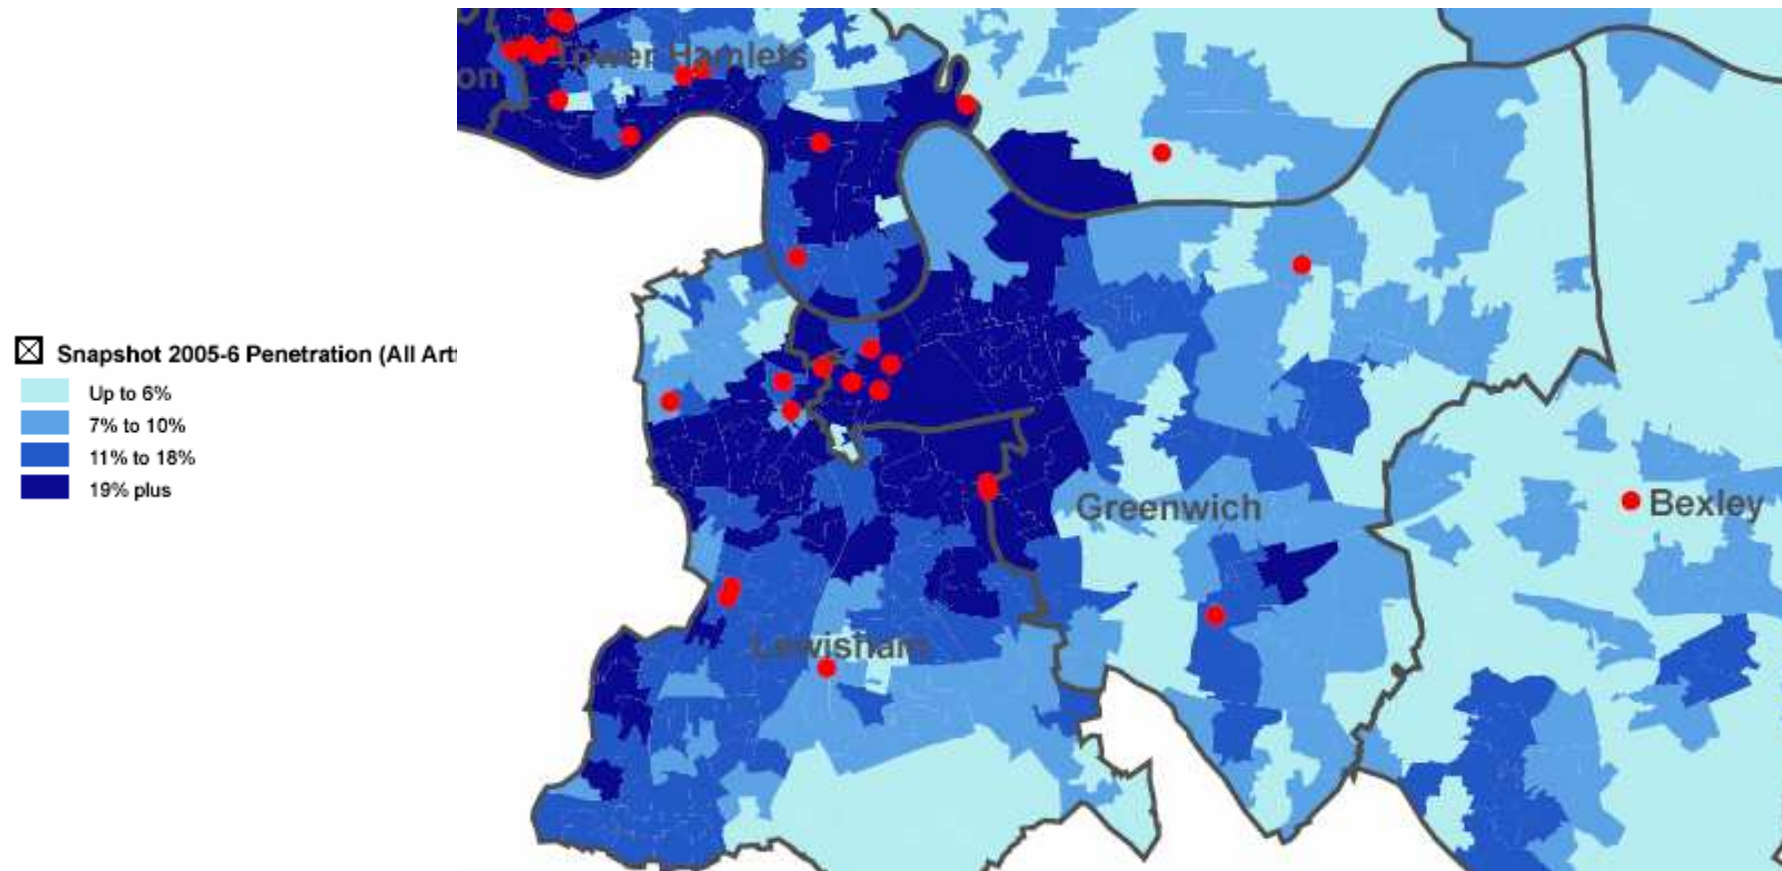 Tower Hamlets
on
Snapshot 2005-6 Penetration (All Art
Up to 6%
7% to 10%
11% to 18%
19% plus
Greenwich
Bexley
Lewisham